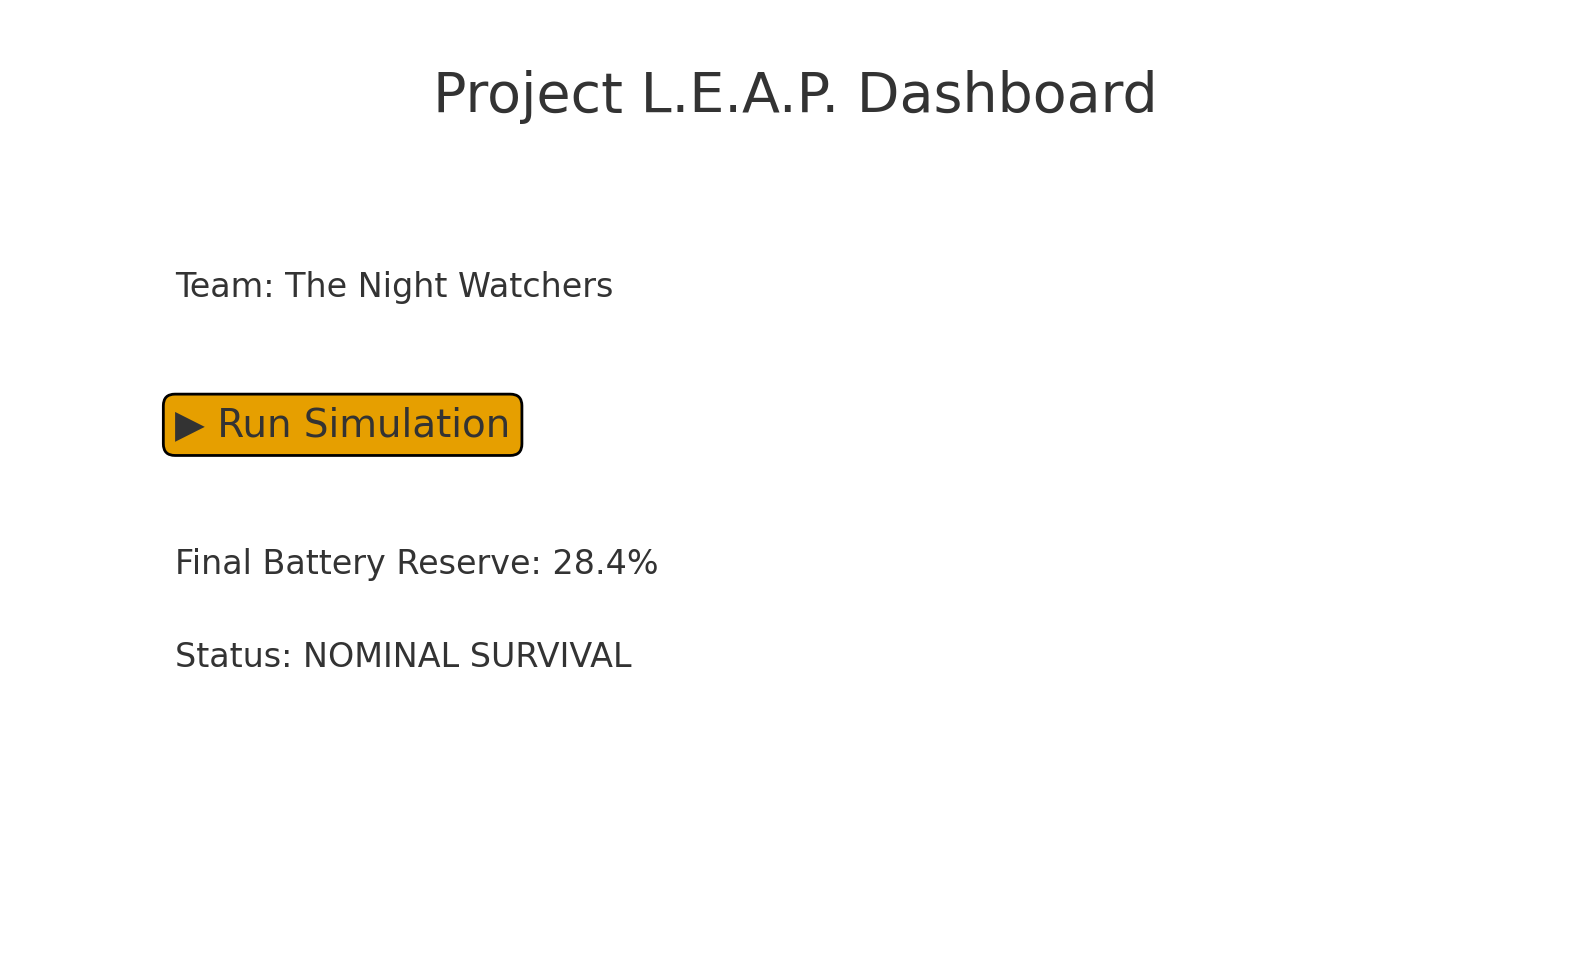 Project L.E.A.P. Dashboard
Team: The Night Watchers
▶ Run Simulation
Final Battery Reserve: 28.4%
Status: NOMINAL SURVIVAL